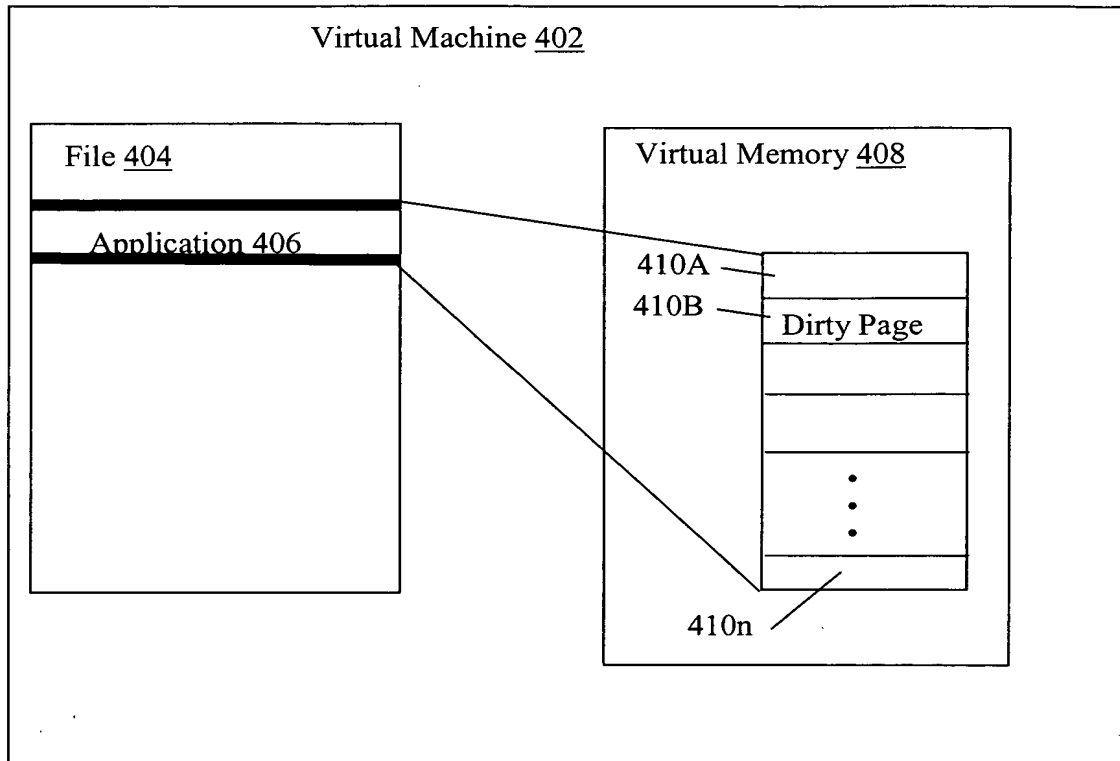 Virtual Machine 402
File 404
Application 406
Virtual Memory 408
410A
410B
Dirty Page
410n